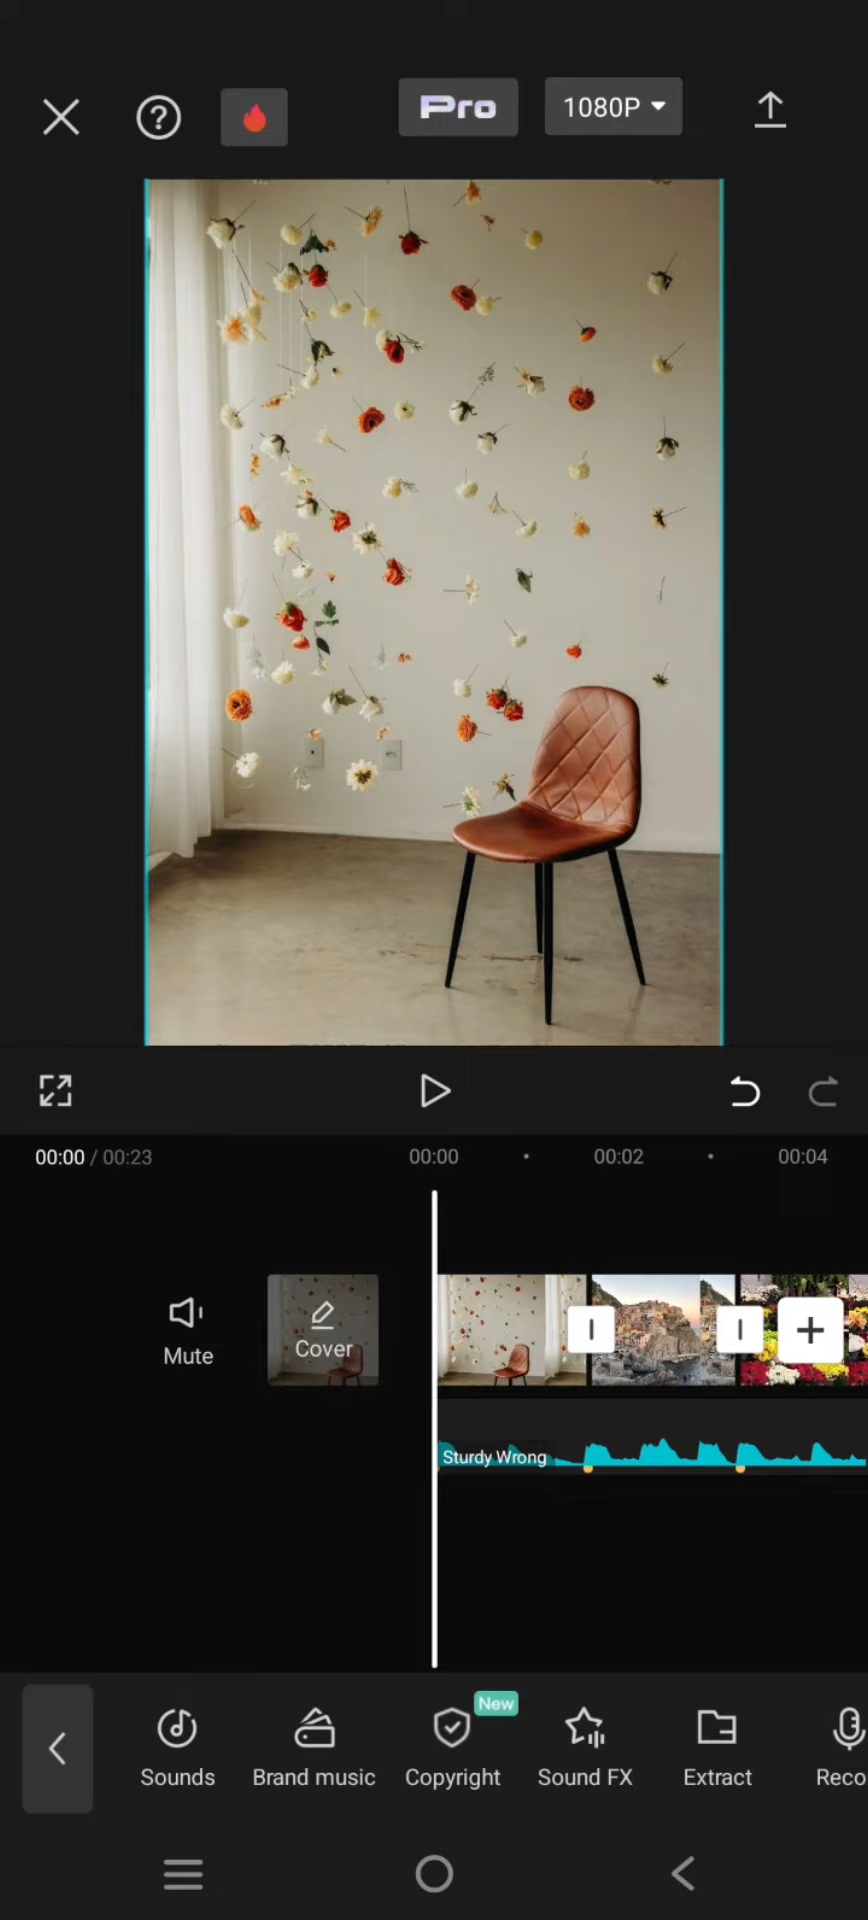 Pro
1080P
00:00 / 00:23
00:00
00:02
00:04
Mute
Cover
Sturdy Wrong
New
Sounds
Brand music
Copyright
Sound FX
Extract
Reco